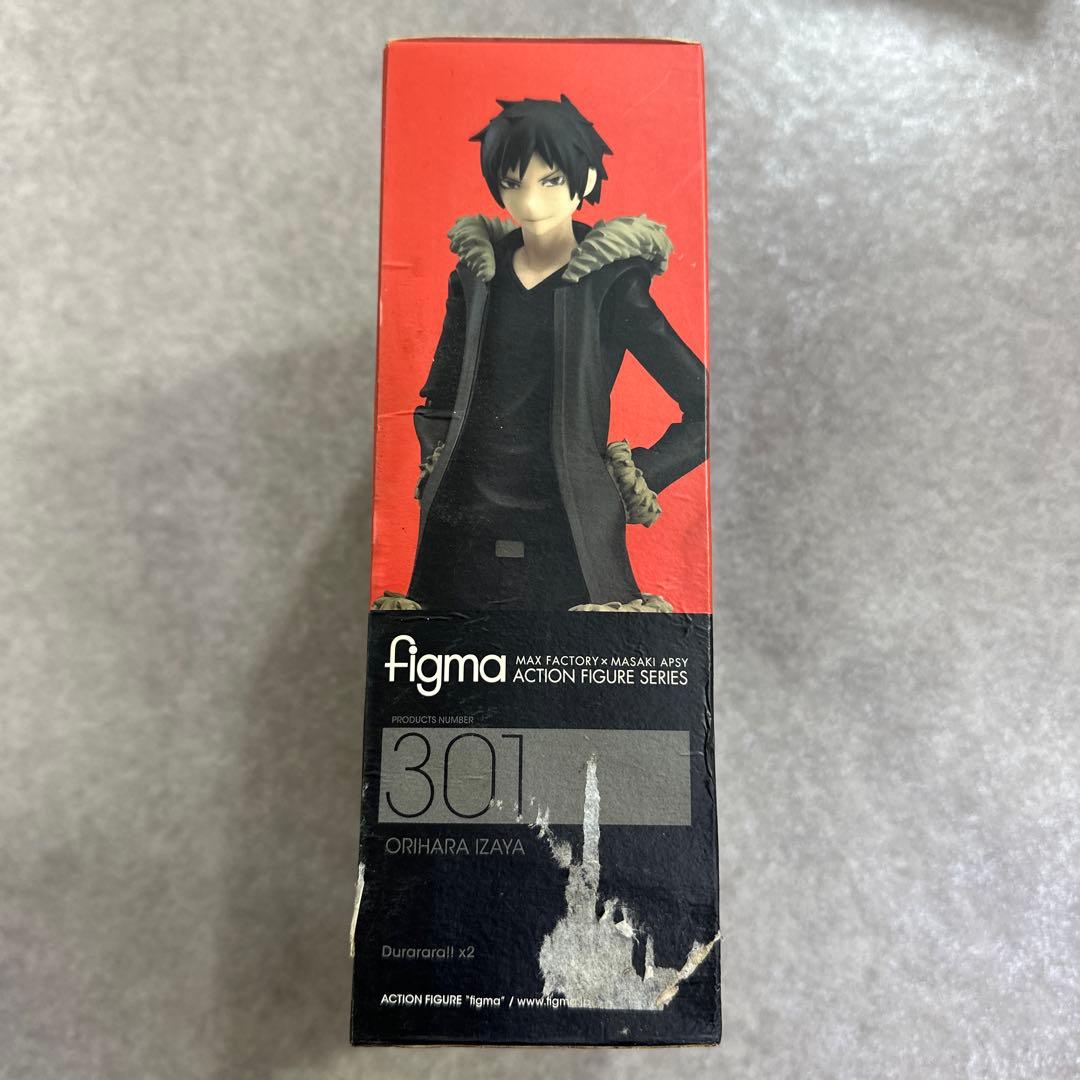 figma
MAX FACTORY × MASAKI APSY
ACTION FIGURE SERIES
PRODUCTS NUMBER
301
ORIHARA IZAYA
Durarara!! x2
ACTION FIGURE "figma" / www.figma.jp